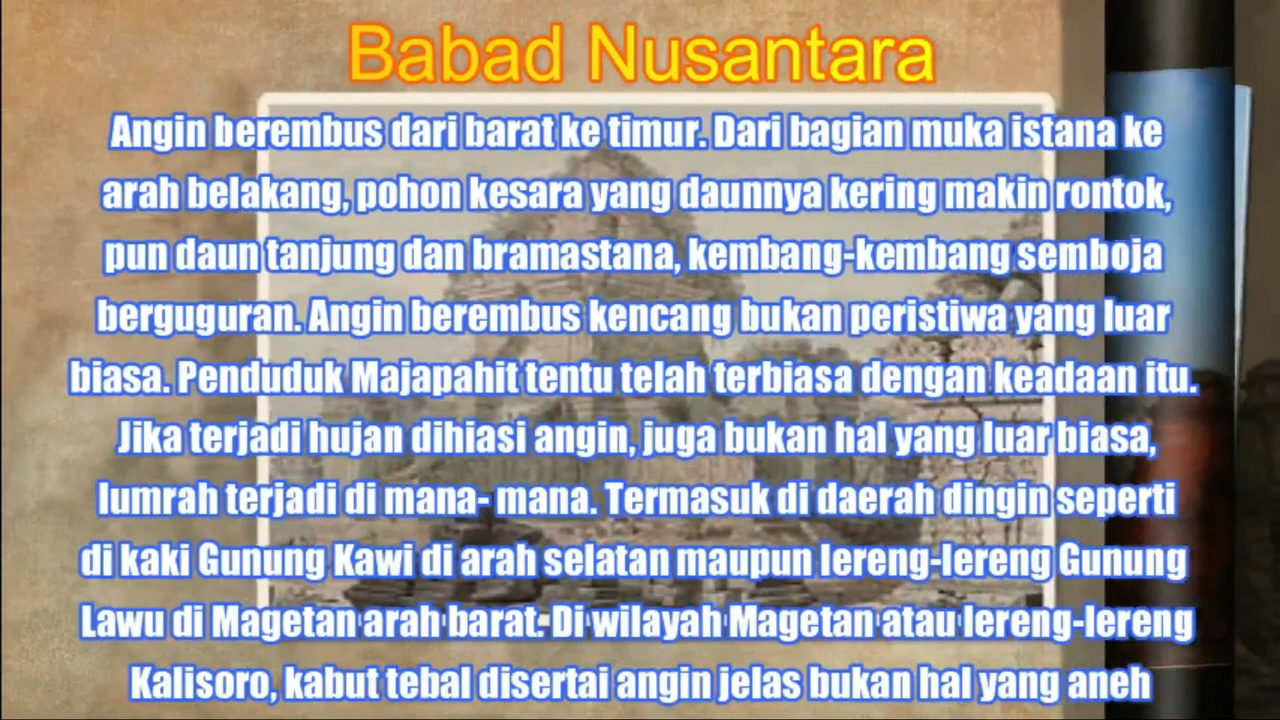 Babad Nusantara
Angin berembus dari barat ke timur. Dari bagian muka istana ke
arah belakang, pohon kesara yang daunnya kering makin rontok,
pun daun tanjung dan bramastana, kembang-kembang semboja
berguguran. Angin berembus kencang bukan peristiwa yang luar
biasa. Penduduk Majapahit tentu telah terbiasa dengan keadaan itu.
Jika terjadi hujan dihiasi angin, juga bukan hal yang luar biasa,
lumrah terjadi di mana- mana. Termasuk di daerah dingin seperti
di kaki Gunung Kawi di arah selatan maupun lereng-lereng Gunung
Lawu di Magetan arah barat. Di wilayah Magetan atau lereng-lereng
Kalisoro, kabut tebal disertai angin jelas bukan hal yang aneh